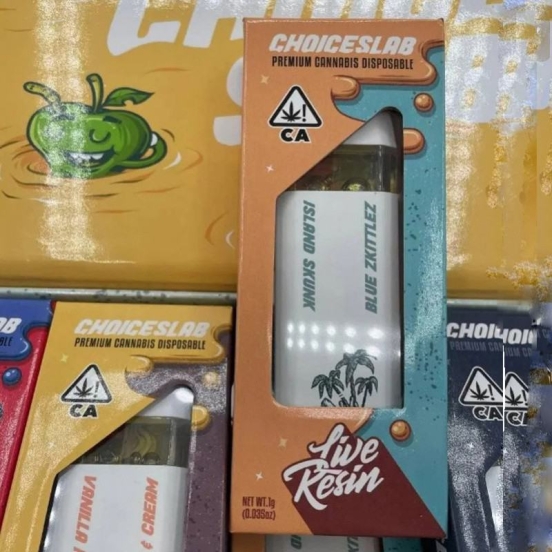 CHOICESLAB
PREMIUM CANNABIS DISPOSABLE
CA
ISLAND SKUNK
BLUE ZKITTLEZ
Live
Resin
NET WT.1g
(0.035oz)
CHOICESLAB
PREMIUM CANNABIS DISPOSABLE
CA
VANILLA
CREAM
CA
CA